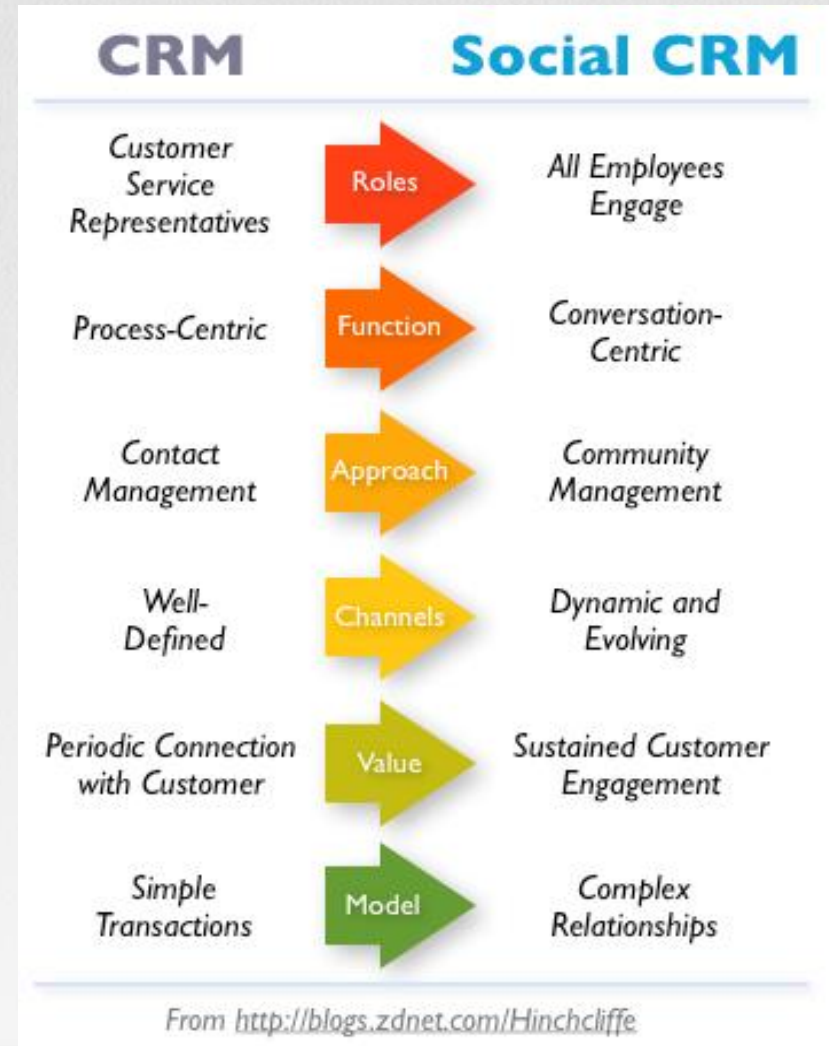 CRM Social CRM
Customer
Service
Representatives
Roles
All Employees
Engage
Process-Centric
Function
Conversation-
Centric
Contact
Management
Approach
Community
Management
Well-
Defined
Channels
Dynamic and
Evolving
Periodic Connection
with Customer
Value
Sustained Customer
Engagement
Simple
Transactions
Model
Complex
Relationships
From http://blogs.zdnet.com/Hinchcliffe